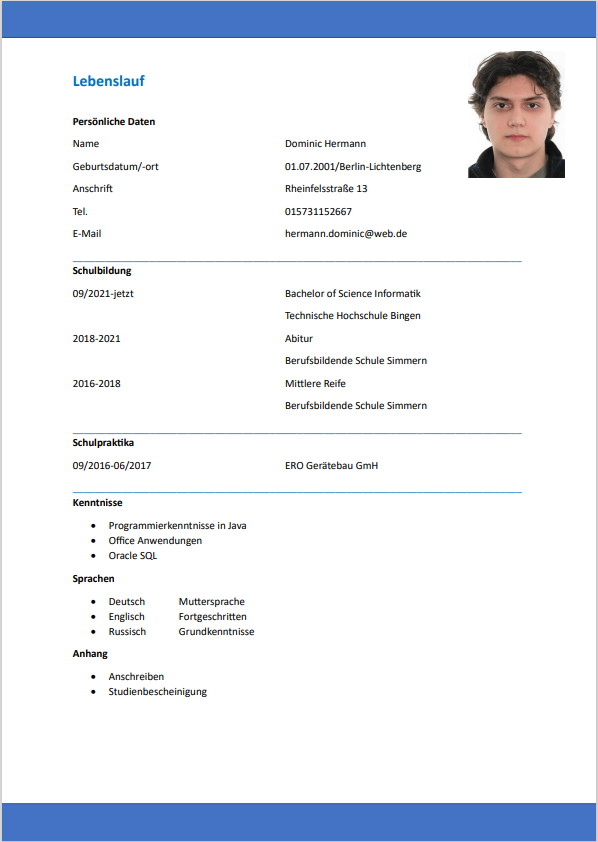 Lebenslauf
Persönliche Daten
Name Dominic Hermann
Geburtsdatum/-ort 01.07.2001/Berlin-Lichtenberg
Anschrift Rheinfelsstraße 13
Tel. 015731152667
E-Mail hermann.dominic@web.de
Schulbildung
09/2021-jetzt Bachelor of Science Informatik
Technische Hochschule Bingen
2018-2021 Abitur
Berufsbildende Schule Simmern
2016-2018 Mittlere Reife
Berufsbildende Schule Simmern
Schulpraktika
09/2016-06/2017 ERO Gerätebau GmbH
Kenntnisse
• Programmierkenntnisse in Java
• Office Anwendungen
• Oracle SQL
Sprachen
• Deutsch Muttersprache
• Englisch Fortgeschritten
• Russisch Grundkenntnisse
Anhang
• Anschreiben
• Studienbescheinigung